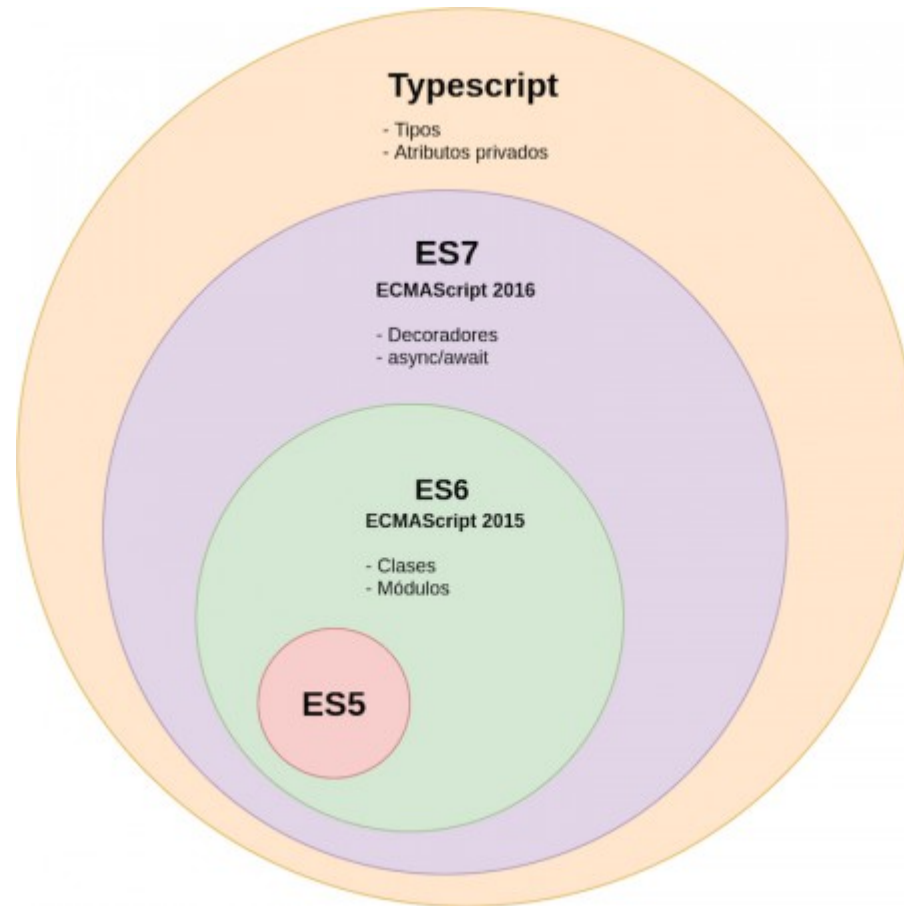 Typescript
- Tipos
- Atributos privados
ES7
ECMAScript 2016
- Decoradores
- async/await
ES6
ECMAScript 2015
- Clases
- Módulos
ES5